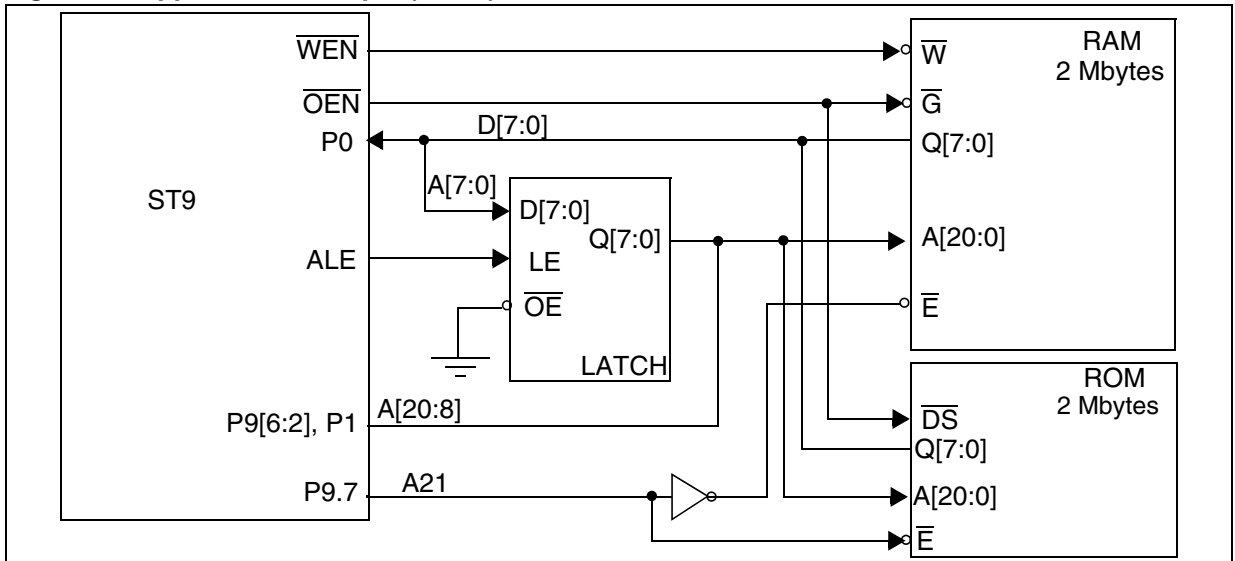 WEN
OEN
P0
ST9
ALE
P9[6:2], P1
P9.7
D[7:0]
A[7:0]
A[20:8]
A21
D[7:0]
Q[7:0]
LE
OE
LATCH
RAM
2 Mbytes
W
G
Q[7:0]
A[20:0]
E
ROM
2 Mbytes
DS
Q[7:0]
A[20:0]
E